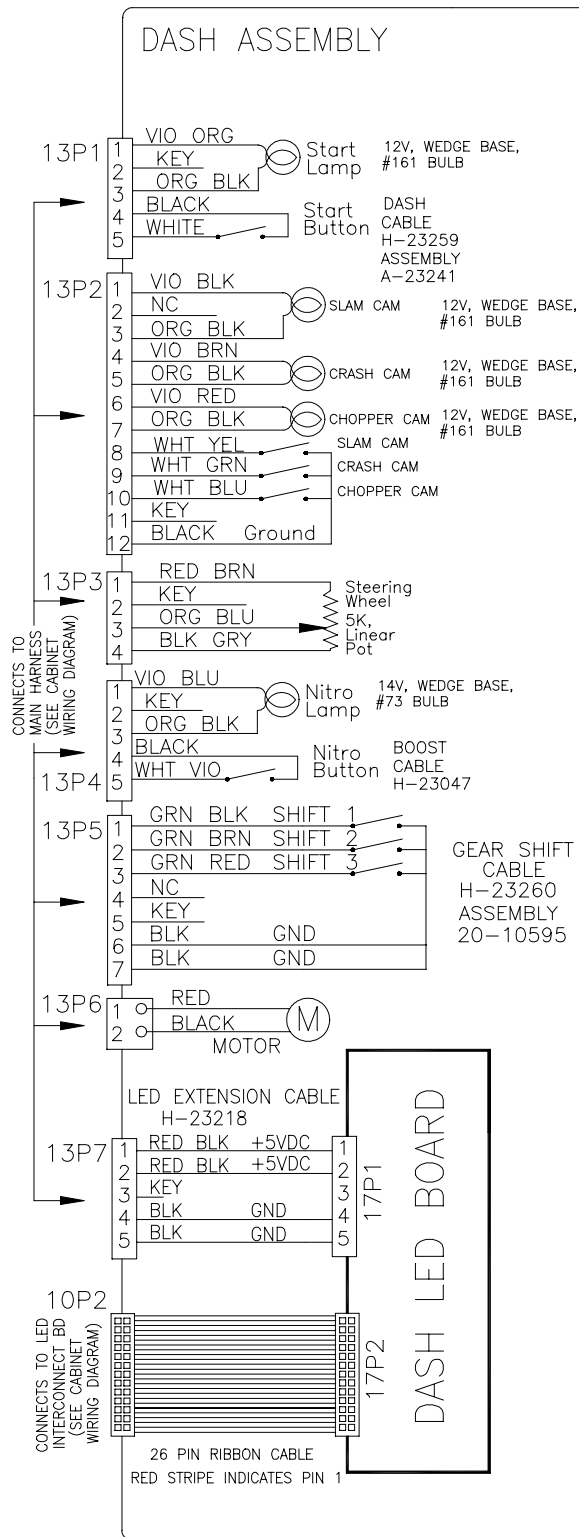 DASH ASSEMBLY
13P1
1 VIO ORG
2 KEY
3 ORG BLK
4 BLACK
5 WHITE
Start
Lamp
12V, WEDGE BASE,
#161 BULB
Start
Button
DASH
CABLE
H-23259
ASSEMBLY
A-23241
13P2
1 VIO BLK
2 NC
3 ORG BLK
4 VIO BRN
5 ORG BLK
6 VIO RED
7 ORG BLK
8 WHT YEL
9 WHT GRN
10 WHT BLU
11 KEY
12 BLACK Ground
SLAM CAM
12V, WEDGE BASE,
#161 BULB
CRASH CAM
12V, WEDGE BASE,
#161 BULB
CHOPPER CAM
12V, WEDGE BASE,
#161 BULB
SLAM CAM
CRASH CAM
CHOPPER CAM
13P3
1 RED BRN
2 KEY
3 ORG BLU
4 BLK GRY
Steering
Wheel
5K,
Linear
Pot
CONNECTS TO
MAIN HARNESS
(SEE CABINET
WIRING DIAGRAM)
13P4
1 VIO BLU
2 KEY
3 ORG BLK
4 BLACK
5 WHT VIO
Nitro
Lamp
14V, WEDGE BASE,
#73 BULB
Nitro
Button
BOOST
CABLE
H-23047
13P5
1 GRN BLK SHIFT 1
2 GRN BRN SHIFT 2
3 GRN RED SHIFT 3
4 NC
5 KEY
6 BLK GND
7 BLK GND
GEAR SHIFT
CABLE
H-23260
ASSEMBLY
20-10595
13P6
1 RED
2 BLACK
M
MOTOR
LED EXTENSION CABLE
H-23218
13P7
1 RED BLK +5VDC 1
2 RED BLK +5VDC 2
3 KEY 3
4 BLK GND 4
5 BLK GND 5
17P1
DASH LED BOARD
10P2
17P2
CONNECTS TO LED
INTERCONNECT BD
(SEE CABINET
WIRING DIAGRAM)
26 PIN RIBBON CABLE
RED STRIPE INDICATES PIN 1